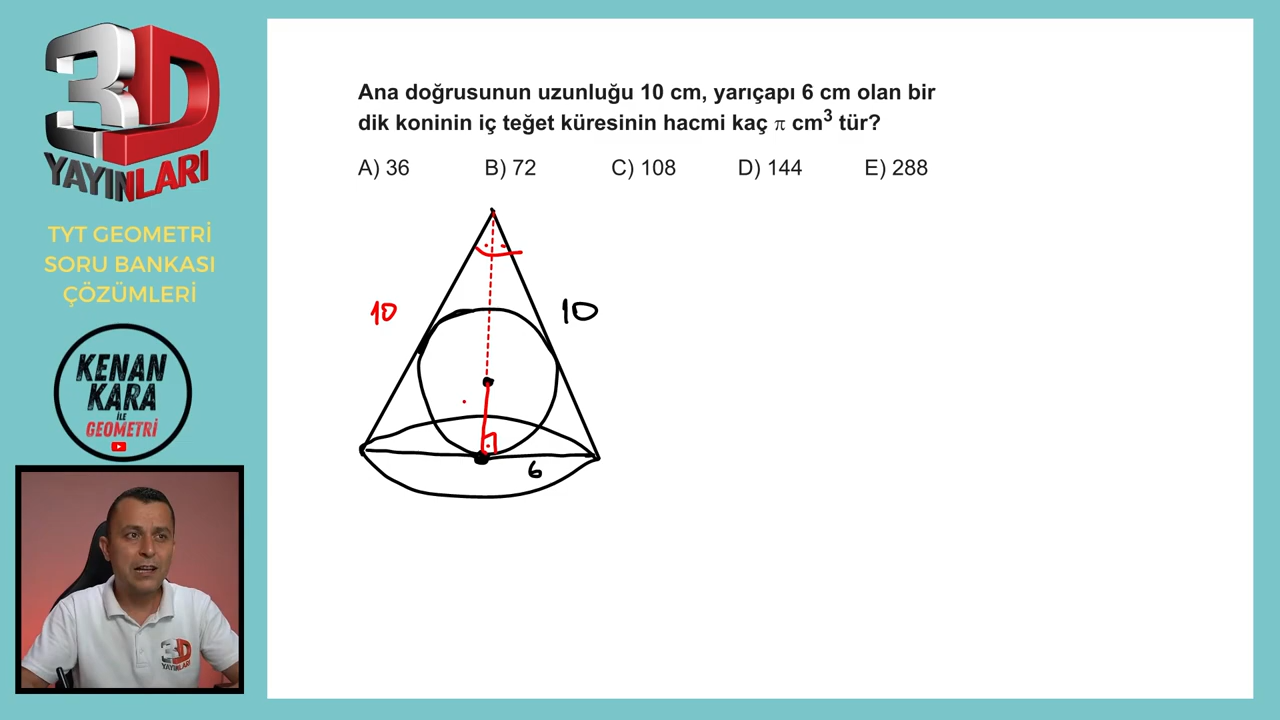 3D
YAYINLARI
TYT GEOMETRİ
SORU BANKASI
ÇÖZÜMLERİ
KENAN
KARA
İLE
GEOMETRİ
3D
YAYINLARI
Ana doğrusunun uzunluğu 10 cm, yarıçapı 6 cm olan bir
dik koninin iç teğet küresinin hacmi kaç π cm³ tür?
A) 36 B) 72 C) 108 D) 144 E) 288
10 10
6